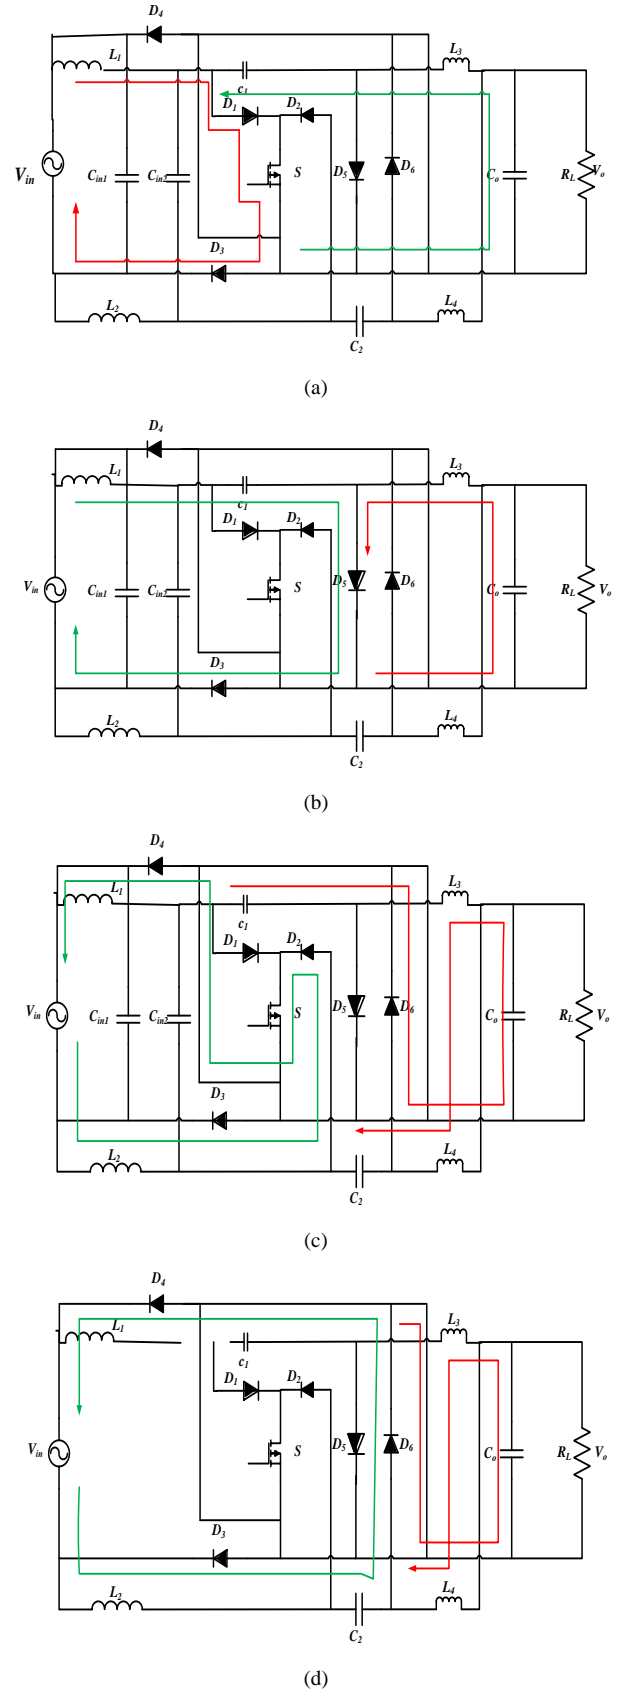 D4
L1
L3
c1
D1
D2
Vin
Cin1
Cin2
S
D5
D6
Co
RL
Vo
D3
L2
L4
C2
(a)
D4
L1
L3
c1
D1
D2
Vin
Cin1
Cin2
S
D5
D6
Co
RL
Vo
D3
L2
L4
C2
(b)
D4
L1
L3
c1
D1
D2
Vin
Cin1
Cin2
S
D5
D6
Co
RL
Vo
D3
L2
L4
C2
(c)
D4
L1
L3
c1
D1
D2
Vin
S
D5
D6
Co
RL
Vo
D3
L2
L4
C2
(d)